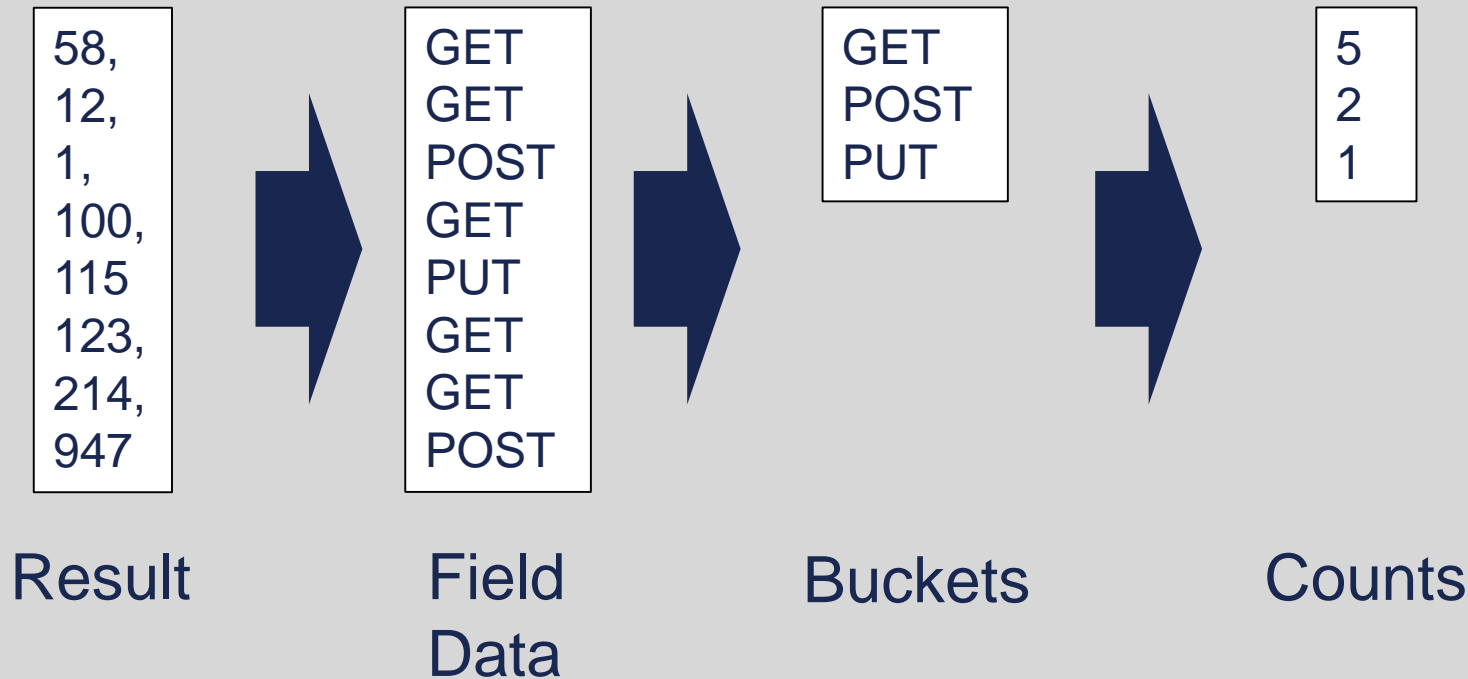 58,
12,
1,
100,
115
123,
214,
947
Result
GET
GET
POST
GET
PUT
GET
GET
POST
Field
Data
GET
POST
PUT
Buckets
5
2
1
Counts